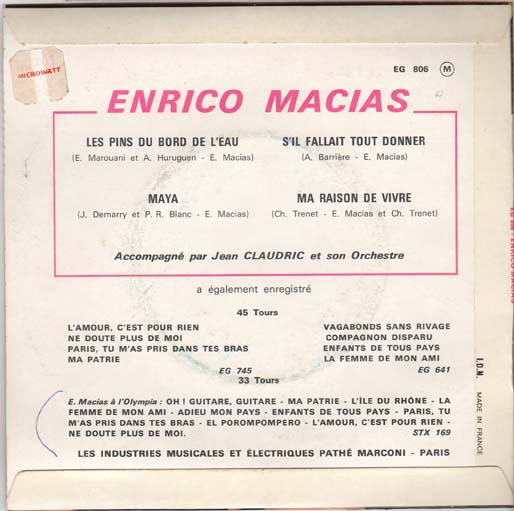 MICROWATT
EG 806 M
ENRICO MACIAS
LES PINS DU BORD DE L'EAU
(E. Marouani et A. Huruguen - E. Macias)
S'IL FALLAIT TOUT DONNER
(A. Barrière - E. Macias)
MAYA
(J. Demarry et P. R. Blanc - E. Macias)
MA RAISON DE VIVRE
(Ch. Trenet - E. Macias et Ch. Trenet)
Accompagné par Jean CLAUDRIC et son Orchestre
a également enregistré
45 Tours
L'AMOUR, C'EST POUR RIEN
NE DOUTE PLUS DE MOI
PARIS, TU M'AS PRIS DANS TES BRAS
MA PATRIE
EG 745
VAGABONDS SANS RIVAGE
COMPAGNON DISPARU
ENFANTS DE TOUS PAYS
LA FEMME DE MON AMI
EG 641
33 Tours
E. Macias à l'Olympia : OH ! GUITARE, GUITARE - MA PATRIE - L'ÎLE DU RHÔNE - LA
FEMME DE MON AMI - ADIEU MON PAYS - ENFANTS DE TOUS PAYS - PARIS, TU
M'AS PRIS DANS TES BRAS - EL POROMPOMPERO - L'AMOUR, C'EST POUR RIEN -
NE DOUTE PLUS DE MOI. STX 169
LES INDUSTRIES MUSICALES ET ÉLECTRIQUES PATHÉ MARCONI - PARIS
I.D.N. MADE IN FRANCE